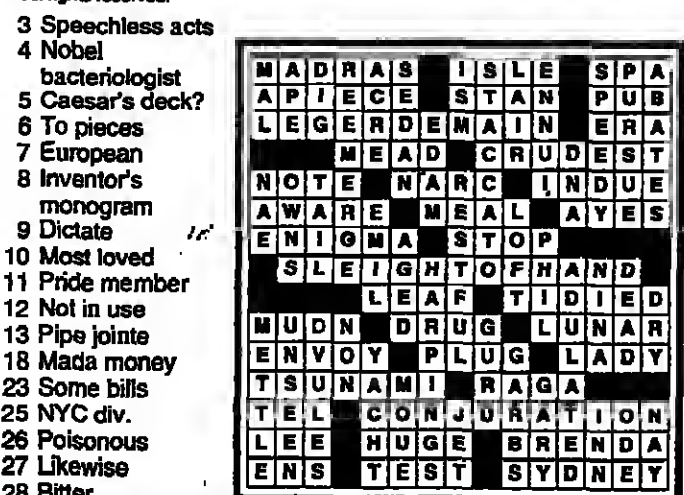 rights reserved.
3 Speechless acts
4 Nobel
bacteriologist
5 Caesar's deck?
6 To pieces
7 European
8 Inventor's
monogram
9 Dictate
10 Most loved
11 Pride member
12 Not in use
13 Pipe jointe
18 Mada money
23 Some bills
25 NYC div.
26 Poisonous
27 Likewise
28 Bitter
MADRAS ISLE SPA
APIECE STAN PUB
LEGERDEMAIN ERA
MEAD CRUDEST
NOTE NARC INDUE
AWARE MEAL AYES
ENIGMA STOP
SLEIGHTOFHAND
LEAF TIDIED
MUDN DRUG LUNAR
ENVOY PLUG LADY
TSUNAMI RAGA
TEL CONJURATION
LEE HUGE BRENDA
ENS TEST SYDNEY